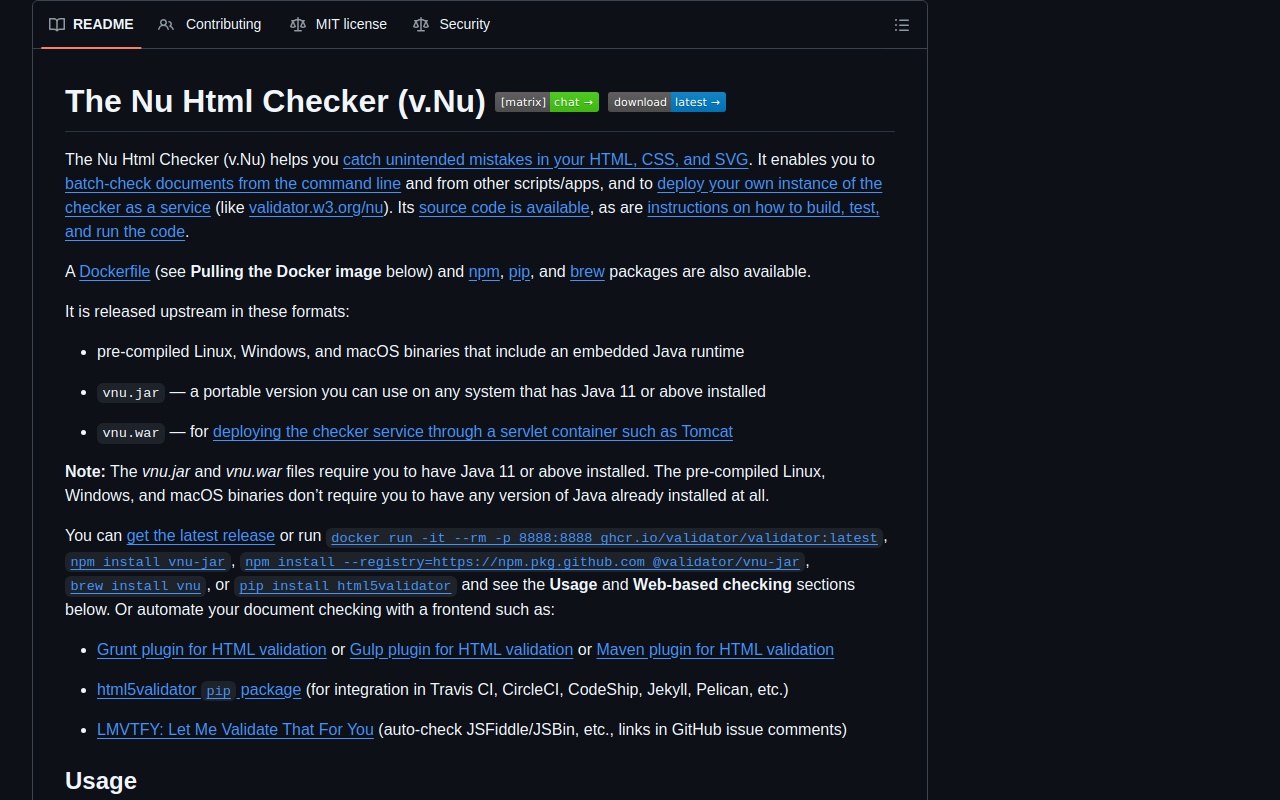 README Contributing MIT license Security
The Nu Html Checker (v.Nu) [matrix] chat → download latest →
The Nu Html Checker (v.Nu) helps you catch unintended mistakes in your HTML, CSS, and SVG. It enables you to
batch-check documents from the command line and from other scripts/apps, and to deploy your own instance of the
checker as a service (like validator.w3.org/nu). Its source code is available, as are instructions on how to build, test,
and run the code.
A Dockerfile (see Pulling the Docker image below) and npm, pip, and brew packages are also available.
It is released upstream in these formats:
• pre-compiled Linux, Windows, and macOS binaries that include an embedded Java runtime
• vnu.jar — a portable version you can use on any system that has Java 11 or above installed
• vnu.war — for deploying the checker service through a servlet container such as Tomcat
Note: The vnu.jar and vnu.war files require you to have Java 11 or above installed. The pre-compiled Linux,
Windows, and macOS binaries don’t require you to have any version of Java already installed at all.
You can get the latest release or run docker run -it --rm -p 8888:8888 ghcr.io/validator/validator:latest,
npm install vnu-jar, npm install --registry=https://npm.pkg.github.com @validator/vnu-jar,
brew install vnu, or pip install html5validator and see the Usage and Web-based checking sections
below. Or automate your document checking with a frontend such as:
• Grunt plugin for HTML validation or Gulp plugin for HTML validation or Maven plugin for HTML validation
• html5validator pip package (for integration in Travis CI, CircleCI, CodeShip, Jekyll, Pelican, etc.)
• LMVTFY: Let Me Validate That For You (auto-check JSFiddle/JSBin, etc., links in GitHub issue comments)
Usage